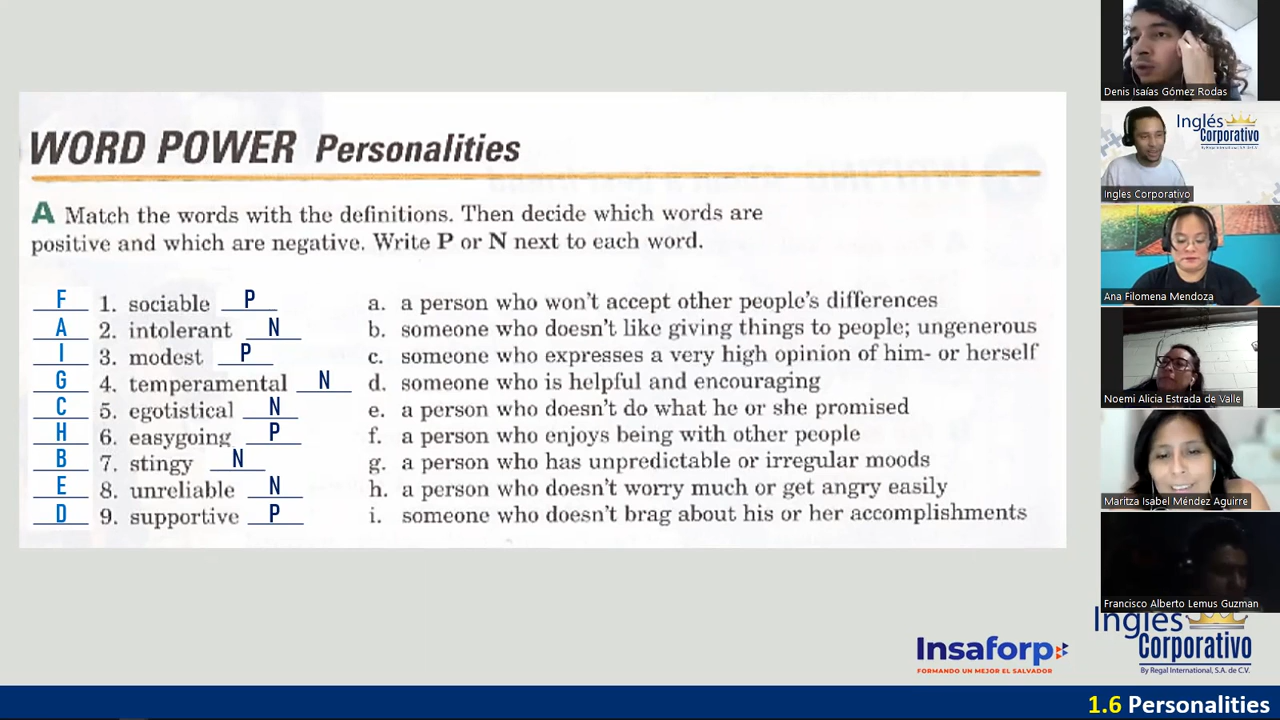 WORD POWER Personalities
A Match the words with the definitions. Then decide which words are
positive and which are negative. Write P or N next to each word.
F 1. sociable P
A 2. intolerant N
I 3. modest P
G 4. temperamental N
C 5. egotistical N
H 6. easygoing P
B 7. stingy N
E 8. unreliable N
D 9. supportive P
a. a person who won't accept other people's differences
b. someone who doesn't like giving things to people; ungenerous
c. someone who expresses a very high opinion of him- or herself
d. someone who is helpful and encouraging
e. a person who doesn't do what he or she promised
f. a person who enjoys being with other people
g. a person who has unpredictable or irregular moods
h. a person who doesn't worry much or get angry easily
i. someone who doesn't brag about his or her accomplishments
Denis Isaías Gómez Rodas
Inglés
Corporativo
By Regal International, S.A. de C.V.
Ingles Corporativo
Ana Filomena Mendoza
Noemi Alicia Estrada de Valle
Maritza Isabel Méndez Aguirre
Francisco Alberto Lemus Guzman
Insaforp
FORMANDO UN MEJOR EL SALVADOR
Inglés
Corporativo
By Regal International, S.A. de C.V.
1.6 Personalities